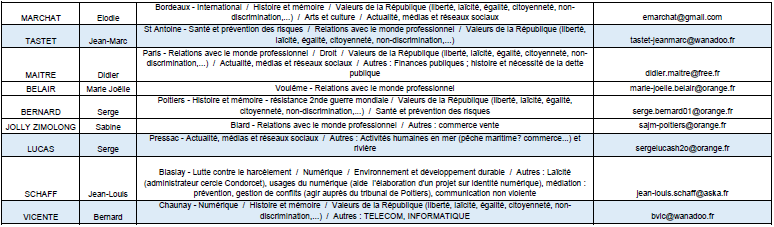 Bordeaux - International / Histoire et mémoire / Valeurs de la République (liberté, laïcité, égalité, citoyenneté, non-
MARCHAT Elodie discrimination,...) / Arts et culture / Actualité, médias et réseaux sociaux emarchat@gmail.com
St Antoine - Santé et prévention des risques / Relations avec le monde professionnel / Valeurs de la République (liberté,
TASTET Jean-Marc laïcité, égalité, citoyenneté, non-discrimination,...) tastet-jeanmarc@wanadoo.fr
Paris - Relations avec le monde professionnel / Droit / Valeurs de la République (liberté, laïcité, égalité, citoyenneté, non-
discrimination,...) / Actualité, médias et réseaux sociaux / Autres : Finances publiques ; histoire et nécessité de la dette
MAITRE Didier publique didier.maitre@free.fr
BELAIR Marie Joëlle Voulême - Relations avec le monde professionnel marie-joelle.belair@orange.fr
Poitiers - Histoire et mémoire - résistance 2nde guerre mondiale / Valeurs de la République (liberté, laïcité, égalité,
BERNARD Serge citoyenneté, non-discrimination,...) / Santé et prévention des risques serge.bernard01@orange.fr
JOLLY ZIMOLONG Sabine Biard - Relations avec le monde professionnel / Autres : commerce vente sajm-poitiers@orange.fr
Pressac - Actualité, médias et réseaux sociaux / Autres : Activités humaines en mer (pêche maritime? commerce...) et
LUCAS Serge rivière sergelucash2o@orange.fr
Blaslay - Lutte contre le harcèlement / Numérique / Environnement et développement durable / Autres : Laïcité
(administrateur cercle Condorcet), usages du numérique (aide l'élaboration d'un projet sur identité numérique), médiation :
SCHAFF Jean-Louis prévention, gestion de conflits (agir auprès du tribunal de Poitiers), communication non violente jean-louis.schaff@aska.fr
Chaunay - Numérique / Histoire et mémoire / Valeurs de la République (liberté, laïcité, égalité, citoyenneté, non-
VICENTE Bernard discrimination,...) / Autres : TELECOM, INFORMATIQUE bvic@wanadoo.fr